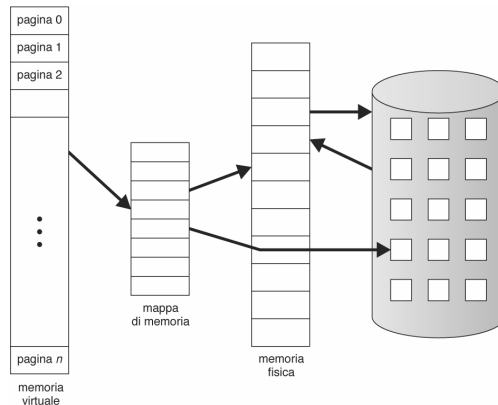 pagina 0
pagina 1
pagina 2
pagina n
memoria
virtuale
mappa
di memoria
memoria
fisica